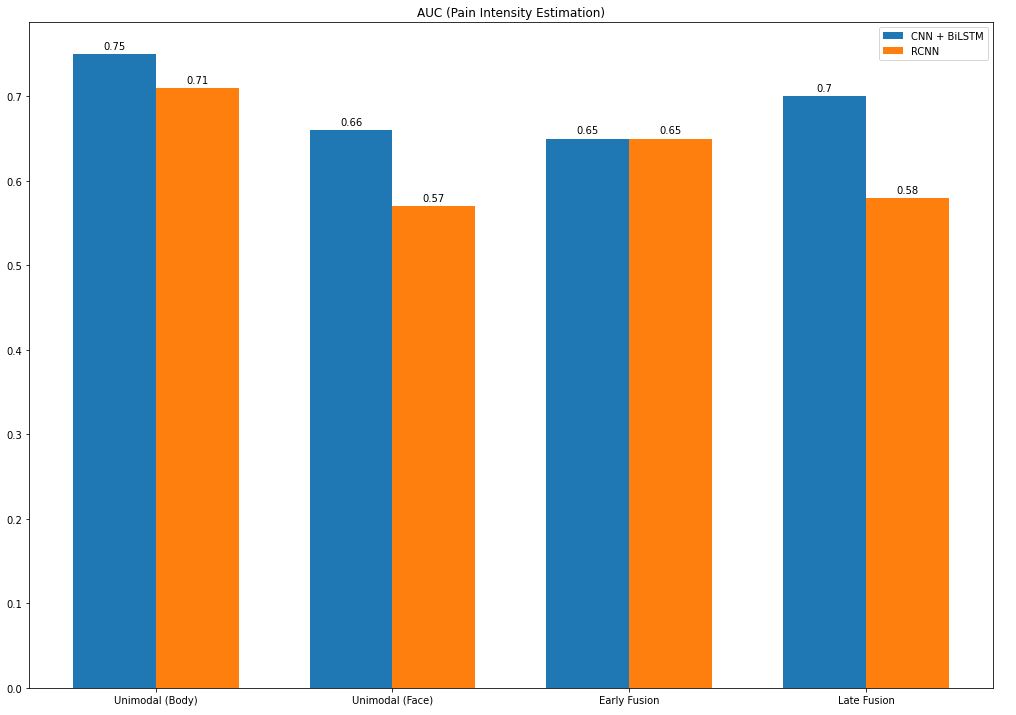 AUC (Pain Intensity Estimation)
CNN + BiLSTM
RCNN
0.75
0.71
0.66
0.57
0.65
0.65
0.7
0.58
0.7
0.6
0.5
0.4
0.3
0.2
0.1
0.0
Unimodal (Body)
Unimodal (Face)
Early Fusion
Late Fusion